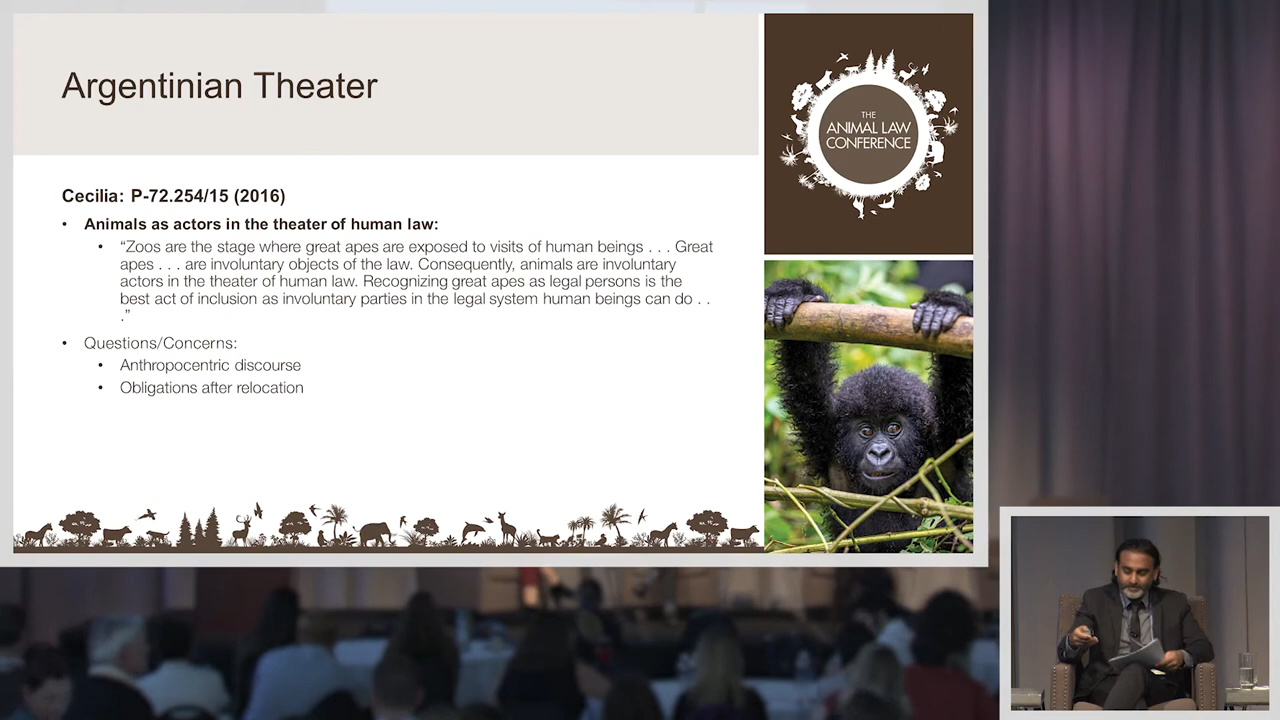 Argentinian Theater
THE
ANIMAL LAW
CONFERENCE
Cecilia: P-72.254/15 (2016)
• Animals as actors in the theater of human law:
• “Zoos are the stage where great apes are exposed to visits of human beings . . . Great
apes . . . are involuntary objects of the law. Consequently, animals are involuntary
actors in the theater of human law. Recognizing great apes as legal persons is the
best act of inclusion as involuntary parties in the legal system human beings can do . .
.”
• Questions/Concerns:
• Anthropocentric discourse
• Obligations after relocation